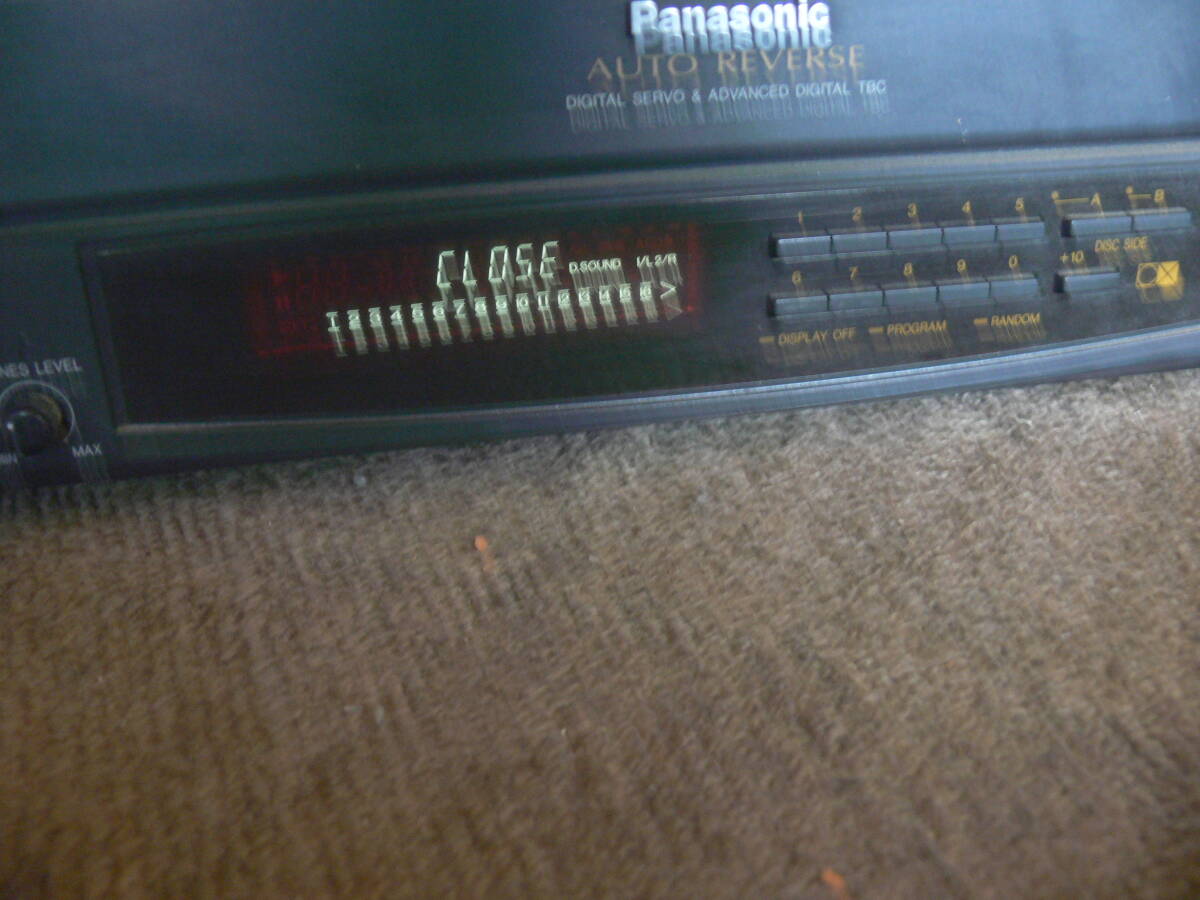 Panasonic
AUTO REVERSE
DIGITAL SERVO & ADVANCED DIGITAL TBC
CLOSE D.SOUND 1/L 2/R
1 2 3 4 5 6 7 8 9 10 11 12 13 14 15 16 >
1 2 3 4 5 A B
DISC SIDE
6 7 8 9 0 +10
DISPLAY OFF PROGRAM RANDOM
NES LEVEL
MAX